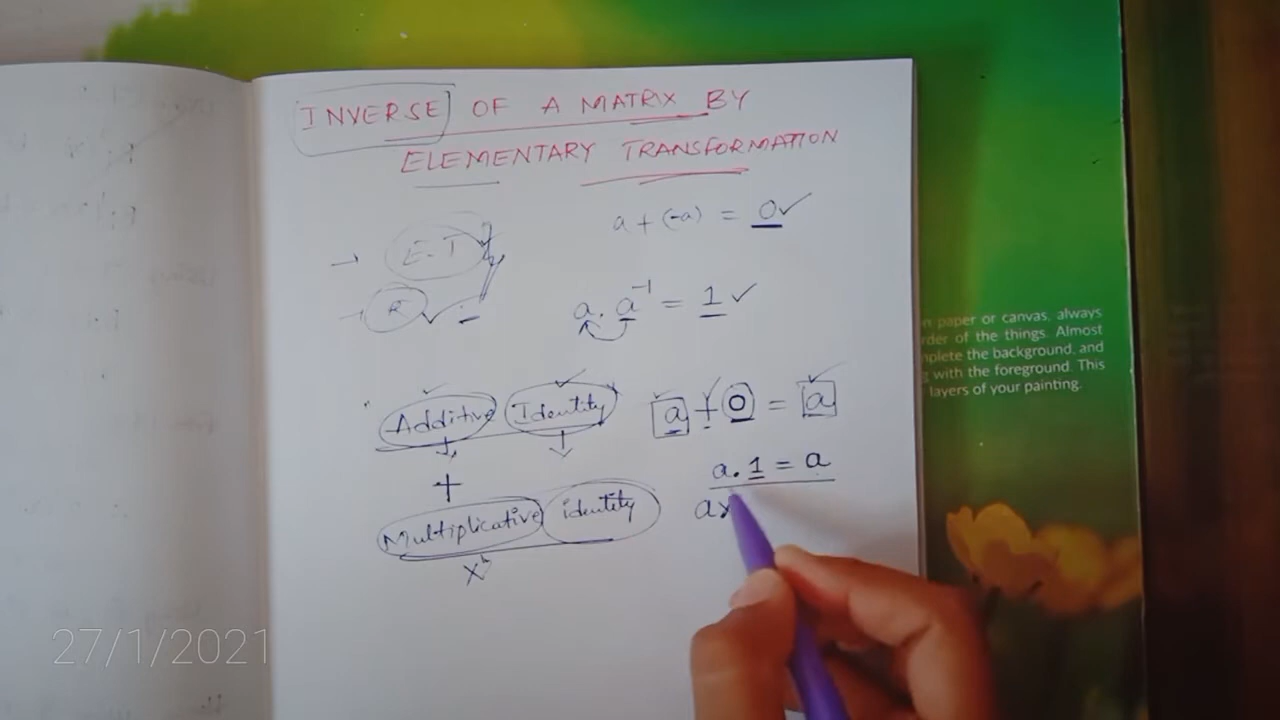 INVERSE OF A MATRIX BY
ELEMENTARY TRANSFORMATION
a + (-a) = 0 ✓
→ E-T
a . a⁻¹ = 1 ✓
→ R ✓
Additive Identity a + 0 = a
+
a . 1 = a
Multiplicative identity
ax
x
n paper or canvas, always
rder of the things. Almost
plete the background, and
with the foreground. This
layers of your painting.
27/1/2021